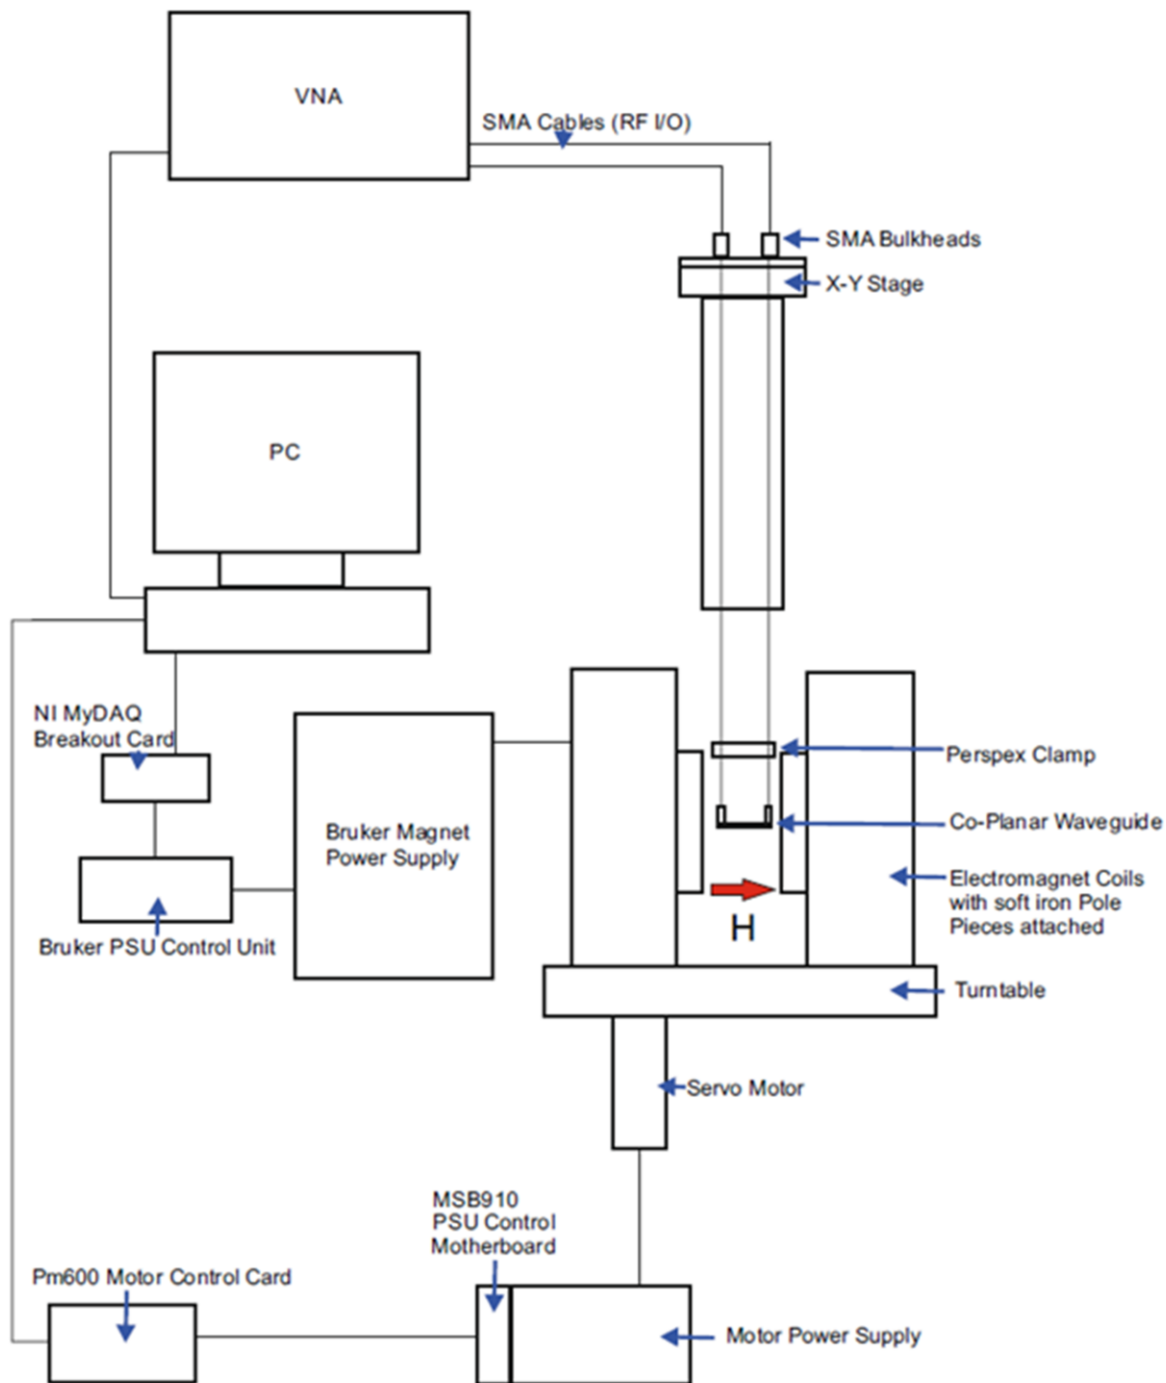 VNA
SMA Cables (RF I/O)
SMA Bulkheads
X-Y Stage
PC
NI MyDAQ
Breakout Card
Bruker Magnet
Power Supply
Perspex Clamp
Co-Planar Waveguide
Electromagnet Coils
with soft iron Pole
Pieces attached
H
Bruker PSU Control Unit
Turntable
Servo Motor
MSB910
PSU Control
Motherboard
Pm600 Motor Control Card
Motor Power Supply